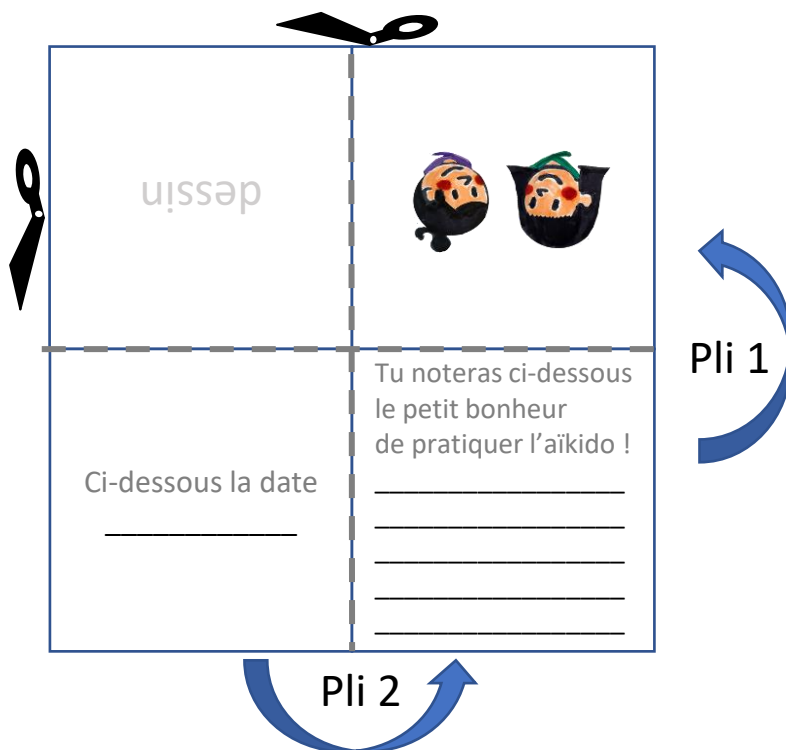 dessin
Pli 1
Tu noteras ci-dessous
le petit bonheur
de pratiquer l’aïkido !
Ci-dessous la date
Pli 2